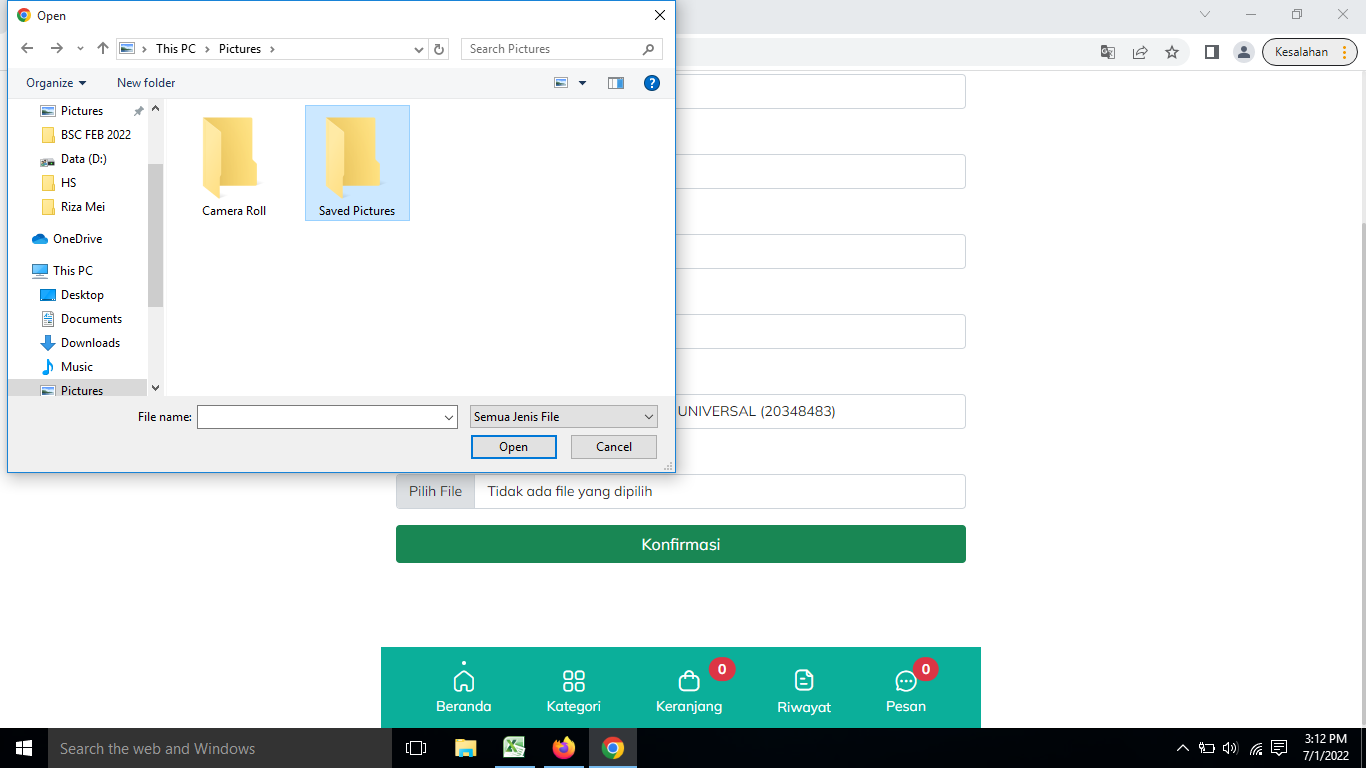 Open
This PC
Pictures
Search Pictures
Kesalahan
Organize
New folder
Pictures
BSC FEB 2022
Data (D:)
HS
Riza Mei
OneDrive
This PC
Desktop
Documents
Downloads
Music
Pictures
Camera Roll
Saved Pictures
File name:
Semua Jenis File
Open
Cancel
UNIVERSAL (20348483)
Pilih File
Tidak ada file yang dipilih
Konfirmasi
0
0
Beranda
Kategori
Keranjang
Riwayat
Pesan
Search the web and Windows
3:12 PM
7/1/2022